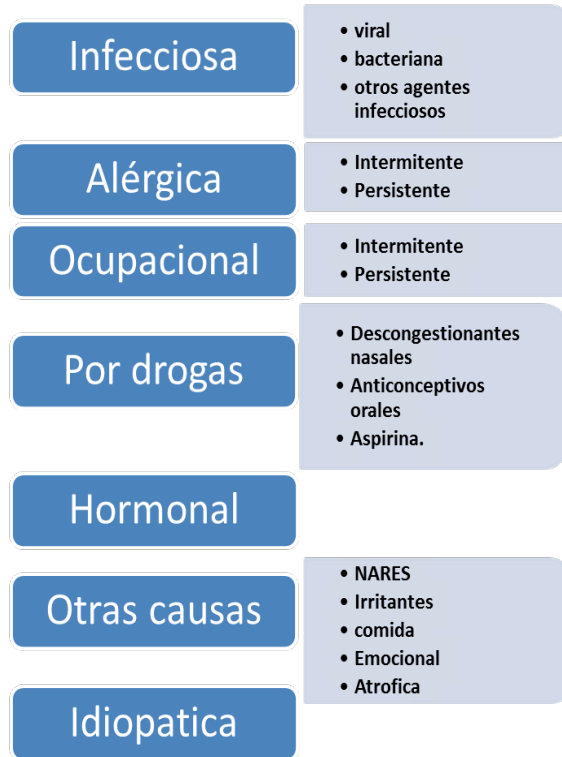 Infecciosa
• viral
• bacteriana
• otros agentes
infecciosos
Alérgica
• Intermitente
• Persistente
Ocupacional
• Intermitente
• Persistente
Por drogas
• Descongestionantes
nasales
• Anticonceptivos
orales
• Aspirina.
Hormonal
Otras causas
• NARES
• Irritantes
• comida
• Emocional
• Atrofica
Idiopatica